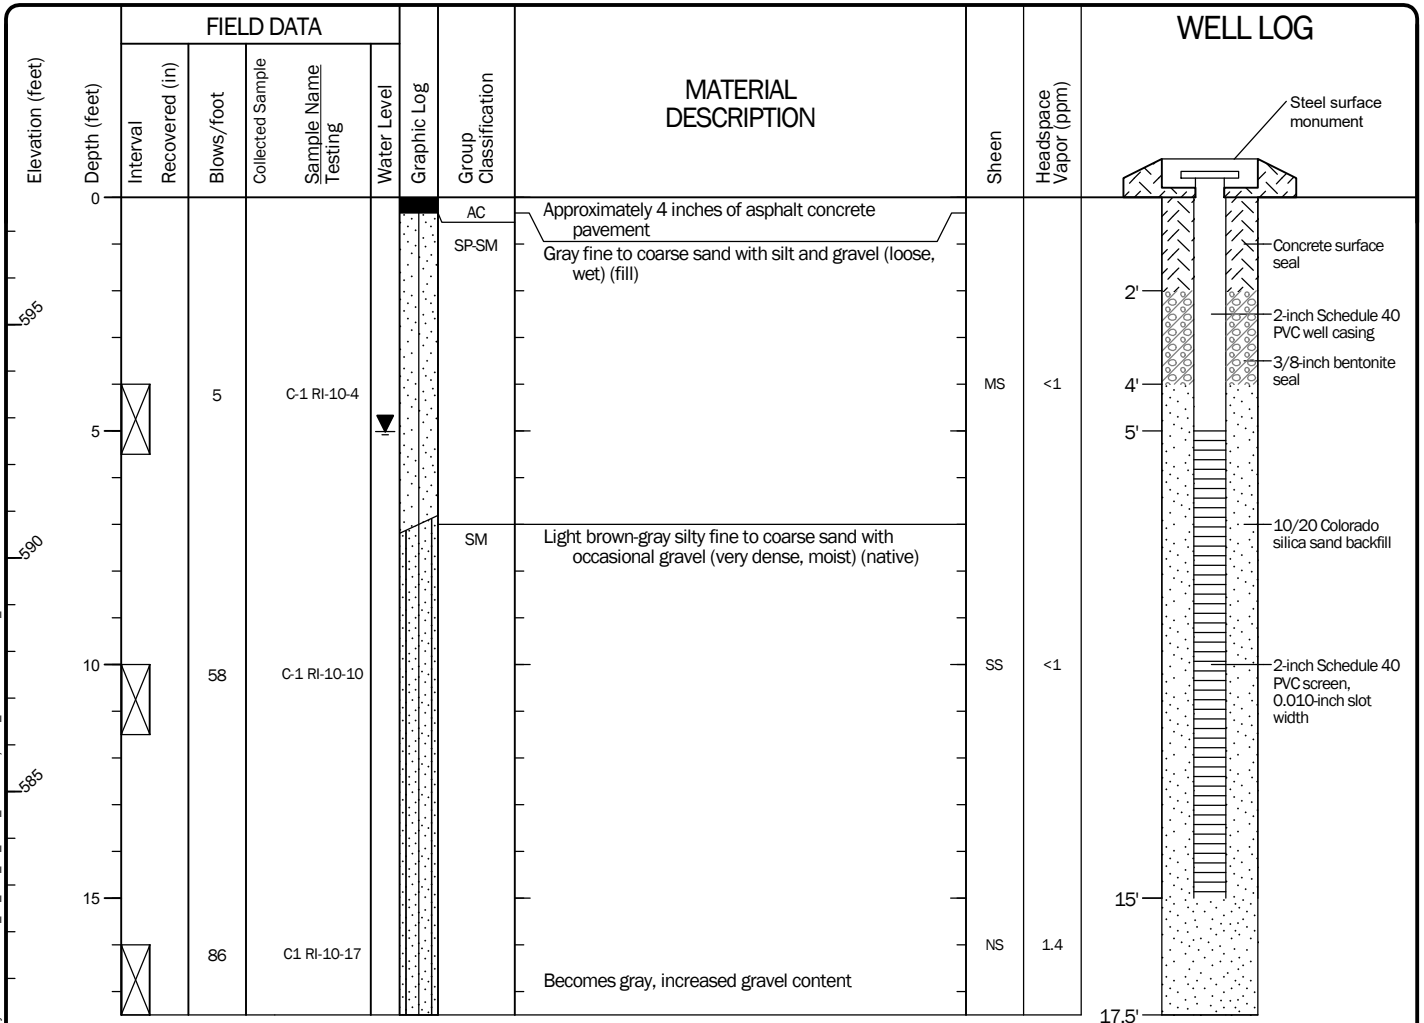 FIELD DATA
WELL LOG
Elevation (feet)
Depth (feet)
Interval
Recovered (in)
Blows/foot
Collected Sample
Sample Name
Testing
Water Level
Graphic Log
Group
Classification
MATERIAL
DESCRIPTION
Sheen
Headspace
Vapor (ppm)
Steel surface
monument
0
AC
Approximately 4 inches of asphalt concrete
pavement
SP-SM
Gray fine to coarse sand with silt and gravel (loose,
wet) (fill)
Concrete surface
seal
2'
595
2-inch Schedule 40
PVC well casing
3/8-inch bentonite
seal
5
C-1 RI-10-4
MS
<1
4'
5
5'
590
SM
Light brown-gray silty fine to coarse sand with
occasional gravel (very dense, moist) (native)
10/20 Colorado
silica sand backfill
10
58
C-1 RI-10-10
SS
<1
2-inch Schedule 40
PVC screen,
0.010-inch slot
width
585
15
15'
86
C1 RI-10-17
NS
1.4
Becomes gray, increased gravel content
17.5'